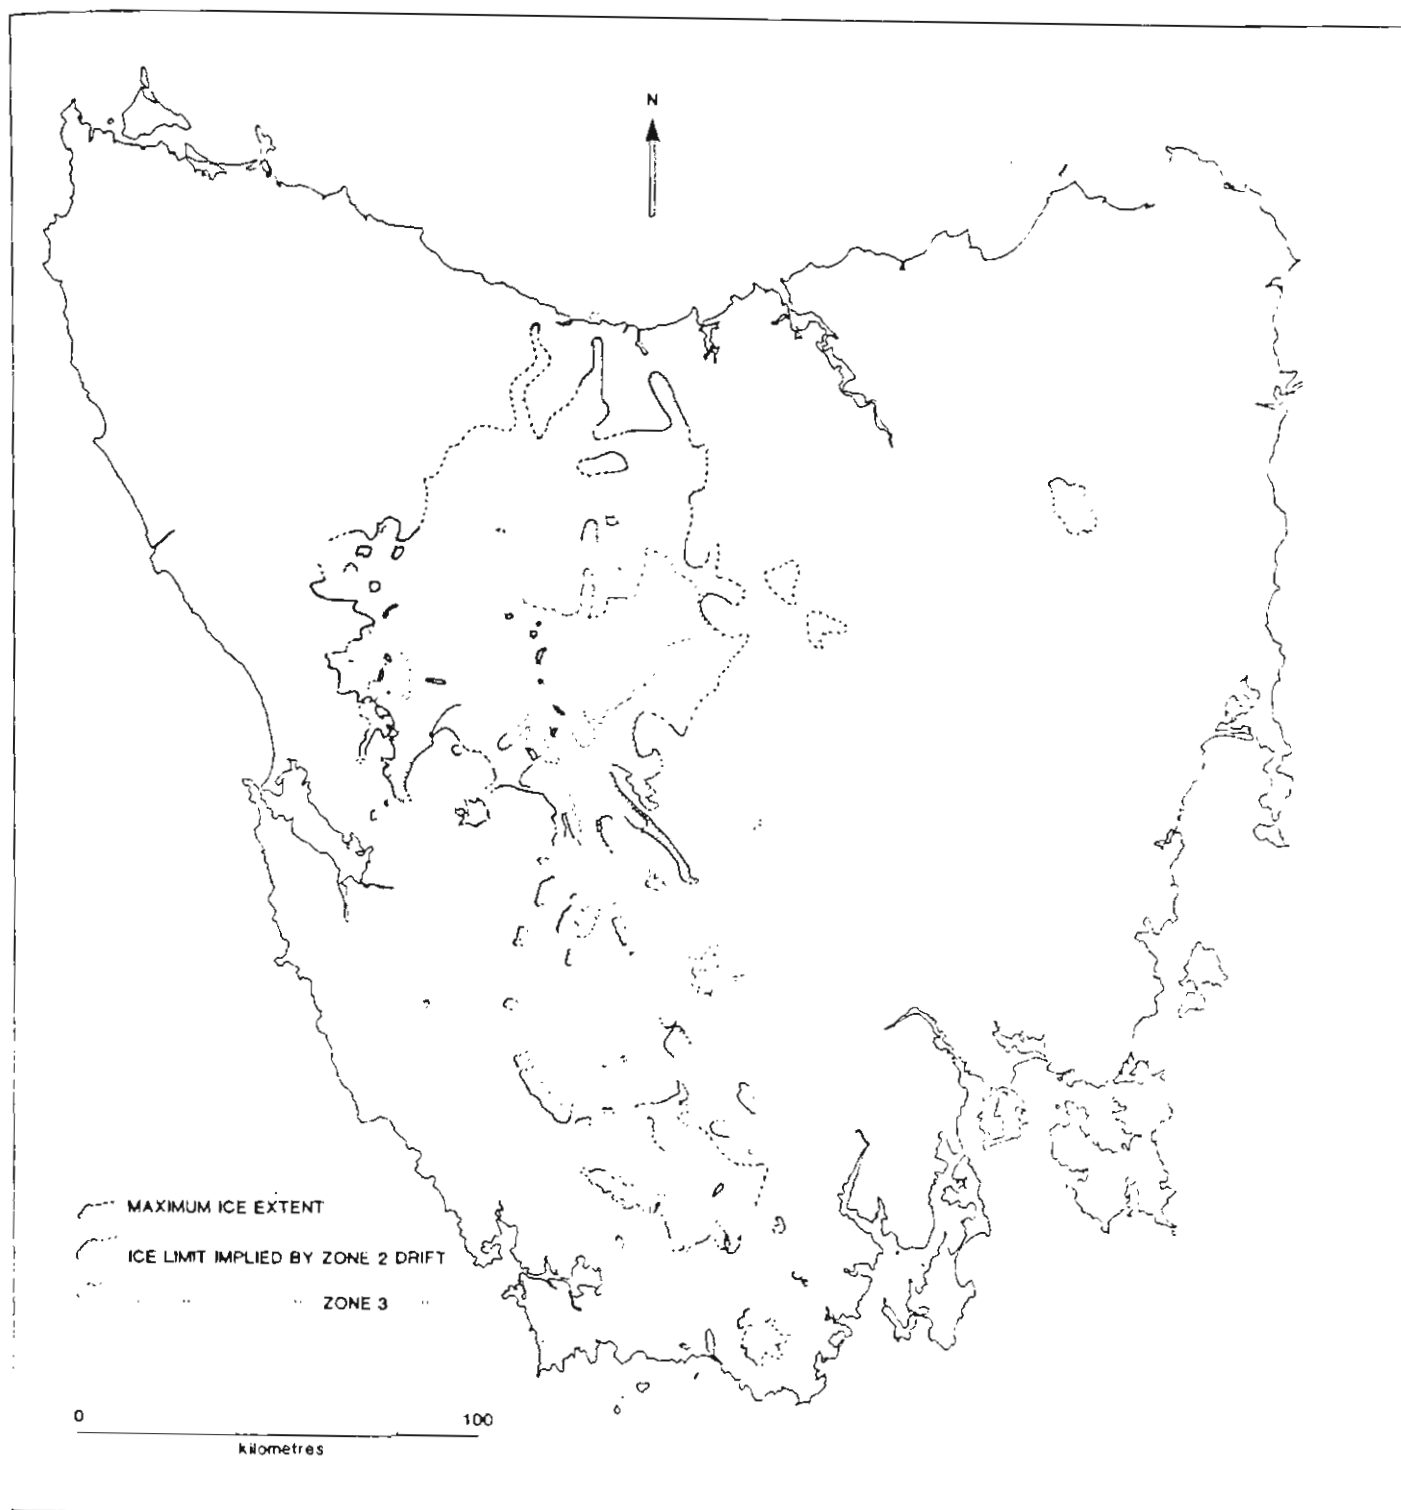 N
MAXIMUM ICE EXTENT
ICE LIMIT IMPLIED BY ZONE 2 DRIFT
" " " ZONE 3 "
0 100
kilometres